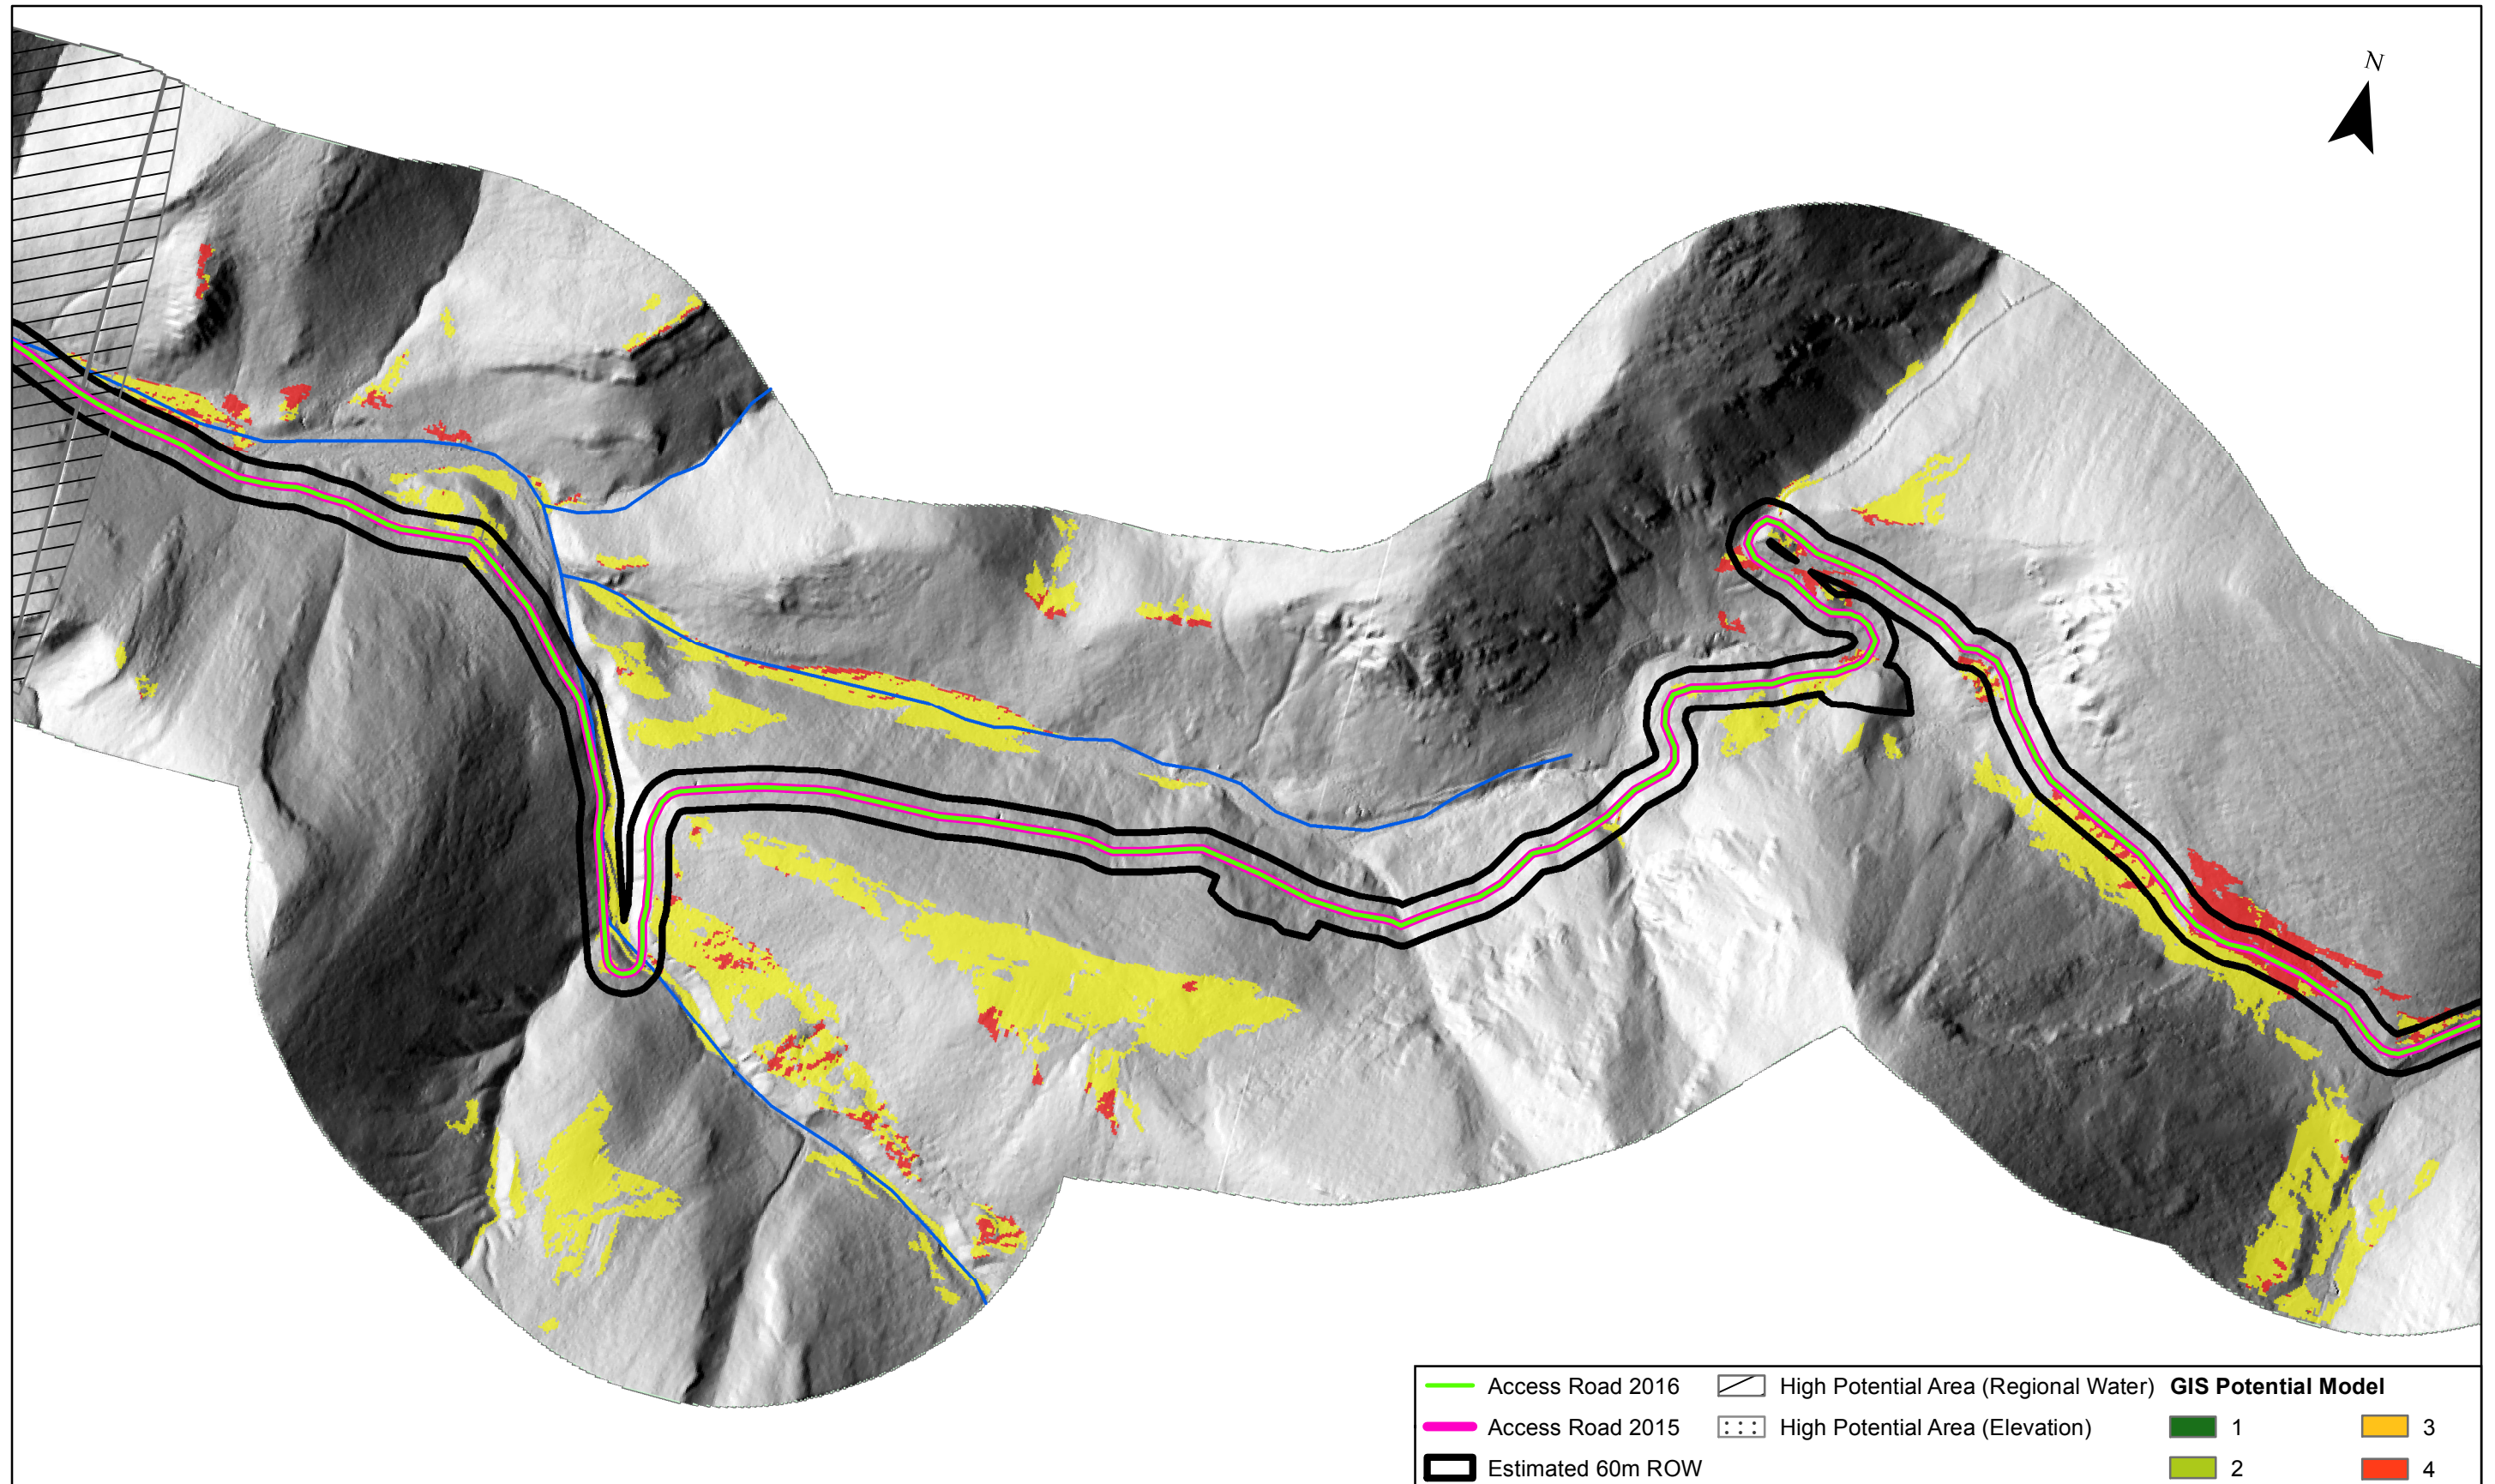 N
Access Road 2016
High Potential Area (Regional Water)
GIS Potential Model
Access Road 2015
High Potential Area (Elevation)
1
3
Estimated 60m ROW
2
4